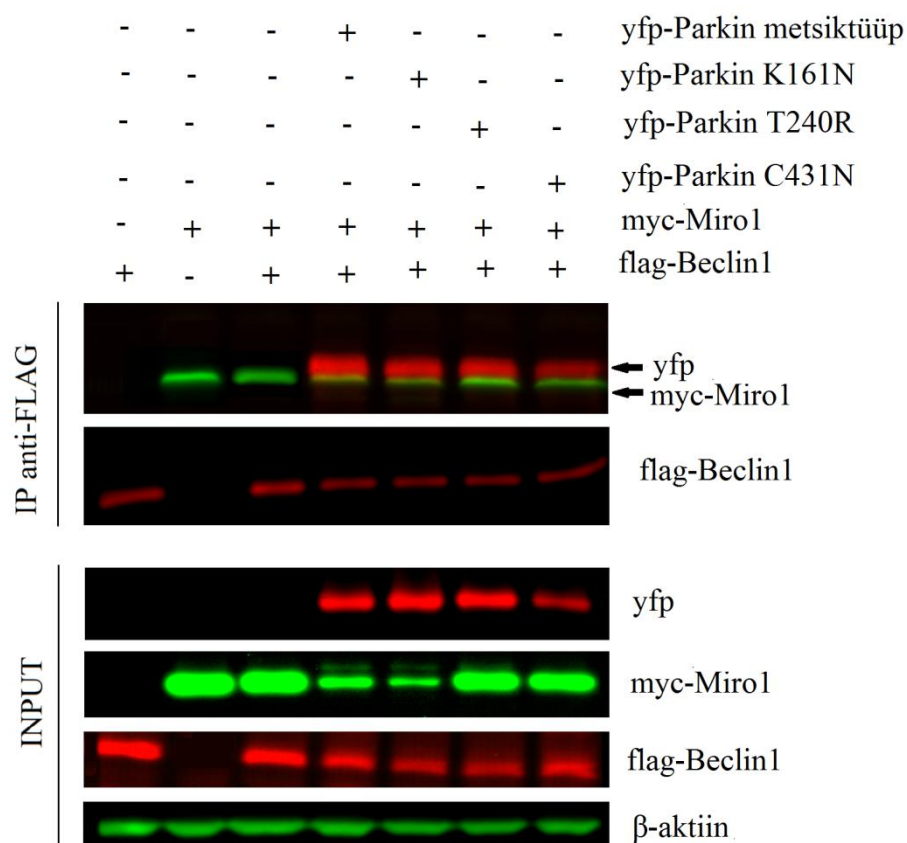 - - - + - - - yfp-Parkin metsiktüüp
- - - - + - - yfp-Parkin K161N
- - - - - + - yfp-Parkin T240R
- - - - - - + yfp-Parkin C431N
- + + + + + + myc-Miro1
+ - + + + + + flag-Beclin1
IP anti-FLAG
yfp
myc-Miro1
flag-Beclin1
INPUT
yfp
myc-Miro1
flag-Beclin1
β-aktiin